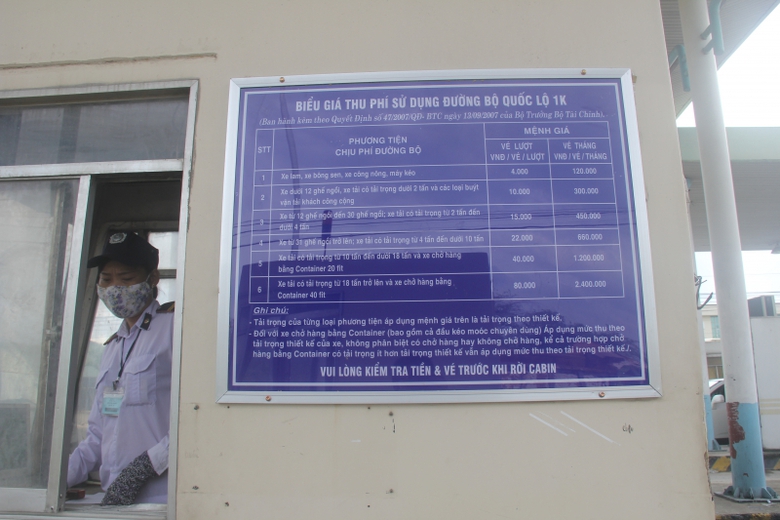 BIỂU GIÁ THU PHÍ SỬ DỤNG ĐƯỜNG BỘ QUỐC LỘ 1K
(Ban hành kèm theo Quyết Định số 47/2007/QĐ- BTC ngày 13/09/2007 của Bộ Trưởng Bộ Tài Chính).
STT
PHƯƠNG TIỆN
CHỊU PHÍ ĐƯỜNG BỘ
MỆNH GIÁ
VÉ LƯỢT
VNĐ / VÉ / LƯỢT
VÉ THÁNG
VNĐ / VÉ / THÁNG
1 Xe lam, xe bông sen, xe công nông, máy kéo 4.000 120.000
2 Xe dưới 12 ghế ngồi, xe tải có tải trọng dưới 2 tấn và các loại buýt
vận tải khách công cộng 10.000 300.000
3 Xe từ 12 ghế ngồi đến 30 ghế ngồi; xe tải có tải trọng từ 2 tấn đến
dưới 4 tấn 15.000 450.000
4 Xe từ 31 ghế ngồi trở lên; xe tải có tải trọng từ 4 tấn đến dưới 10 tấn 22.000 660.000
5 Xe tải có tải trọng từ 10 tấn đến dưới 18 tấn và xe chở hàng
bằng Container 20 fit 40.000 1.200.000
6 Xe tải có tải trọng từ 18 tấn trở lên và xe chở hàng bằng
Container 40 fit 80.000 2.400.000
Ghi chú:
- Tải trọng của từng loại phương tiện áp dụng mệnh giá trên là tải trọng theo thiết kế.
- Đối với xe chở hàng bằng Container (bao gồm cả đầu kéo moóc chuyên dùng) Áp dụng mức thu theo
tải trọng thiết kế của xe, không phân biệt có chở hàng hay không chở hàng, kể cả trường hợp chở
hàng bằng Container có tải trọng ít hơn tải trọng thiết kế vẫn áp dụng mức thu theo tải trọng thiết kế./.
VUI LÒNG KIỂM TRA TIỀN & VÉ TRƯỚC KHI RỜI CABIN